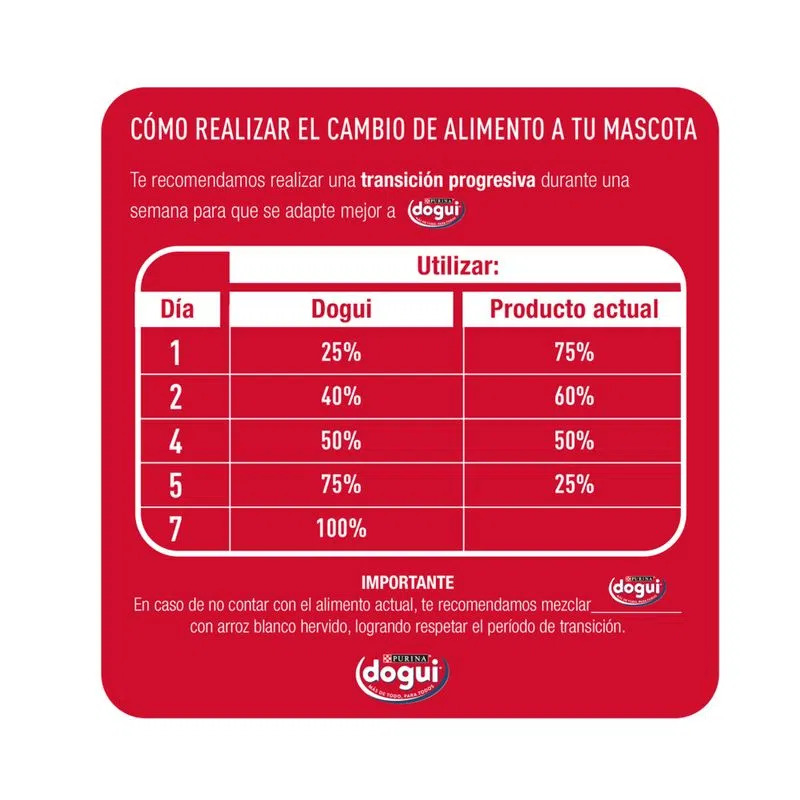 CÓMO REALIZAR EL CAMBIO DE ALIMENTO A TU MASCOTA
Te recomendamos realizar una transición progresiva durante una
semana para que se adapte mejor a PURINA dogui
Utilizar:
Día Dogui Producto actual
1 25% 75%
2 40% 60%
4 50% 50%
5 75% 25%
7 100%
IMPORTANTE
PURINA dogui
En caso de no contar con el alimento actual, te recomendamos mezclar
con arroz blanco hervido, logrando respetar el período de transición.
PURINA
dogui
MÁS DE TODO, PARA TODOS